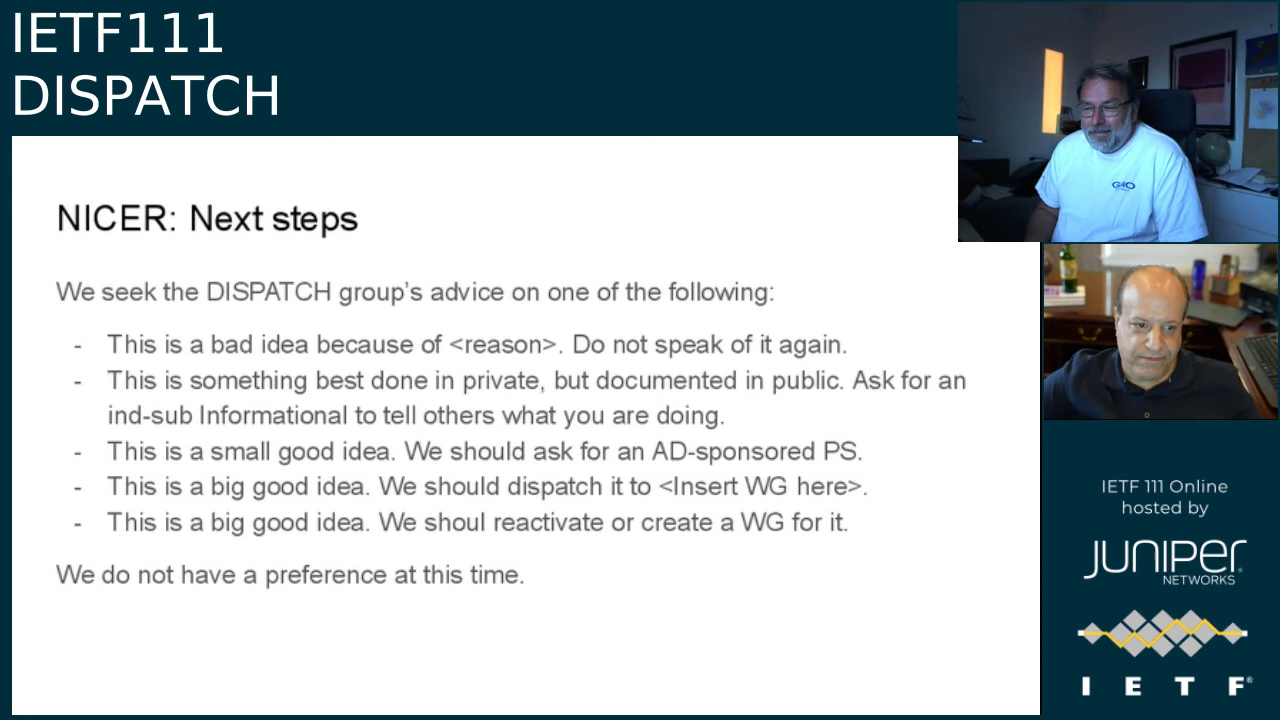 IETF111
DISPATCH
NICER: Next steps
We seek the DISPATCH group's advice on one of the following:
- This is a bad idea because of <reason>. Do not speak of it again.
- This is something best done in private, but documented in public. Ask for an
ind-sub Informational to tell others what you are doing.
- This is a small good idea. We should ask for an AD-sponsored PS.
- This is a big good idea. We should dispatch it to <Insert WG here>.
- This is a big good idea. We shoul reactivate or create a WG for it.
We do not have a preference at this time.
IETF 111 Online
hosted by
JUNIPER
NETWORKS
I E T F®